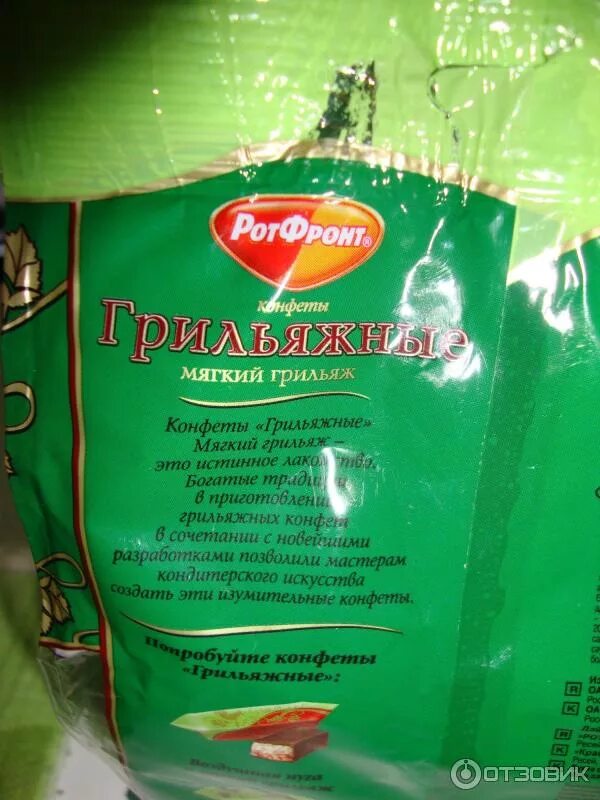 РотФронт®
конфеты
Грильяжные
мягкий грильяж
Конфеты «Грильяжные»
Мягкий грильяж –
это истинное лакомство.
Богатые традиции
в приготовлении
грильяжных конфет
в сочетании с новейшими
разработками позволили мастерам
кондитерского искусства
создать эти изумительные конфеты.
Попробуйте конфеты
«Грильяжные»:
Воздушная нуга
грильяж
ОТЗОВИК